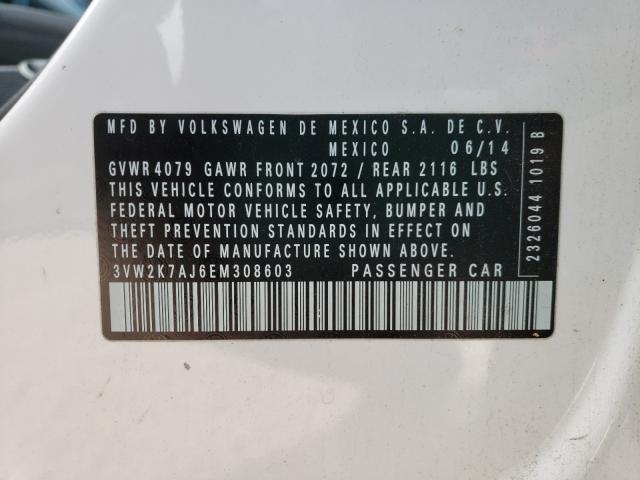 MFD BY VOLKSWAGEN DE MEXICO S.A. DE C.V.
MEXICO 06/14
GVWR 4079 GAWR FRONT 2072 / REAR 2116 LBS
THIS VEHICLE CONFORMS TO ALL APPLICABLE U.S.
FEDERAL MOTOR VEHICLE SAFETY, BUMPER AND
THEFT PREVENTION STANDARDS IN EFFECT ON
THE DATE OF MANUFACTURE SHOWN ABOVE.
3VW2K7AJ6EM308603 PASSENGER CAR
2326044 1019 B